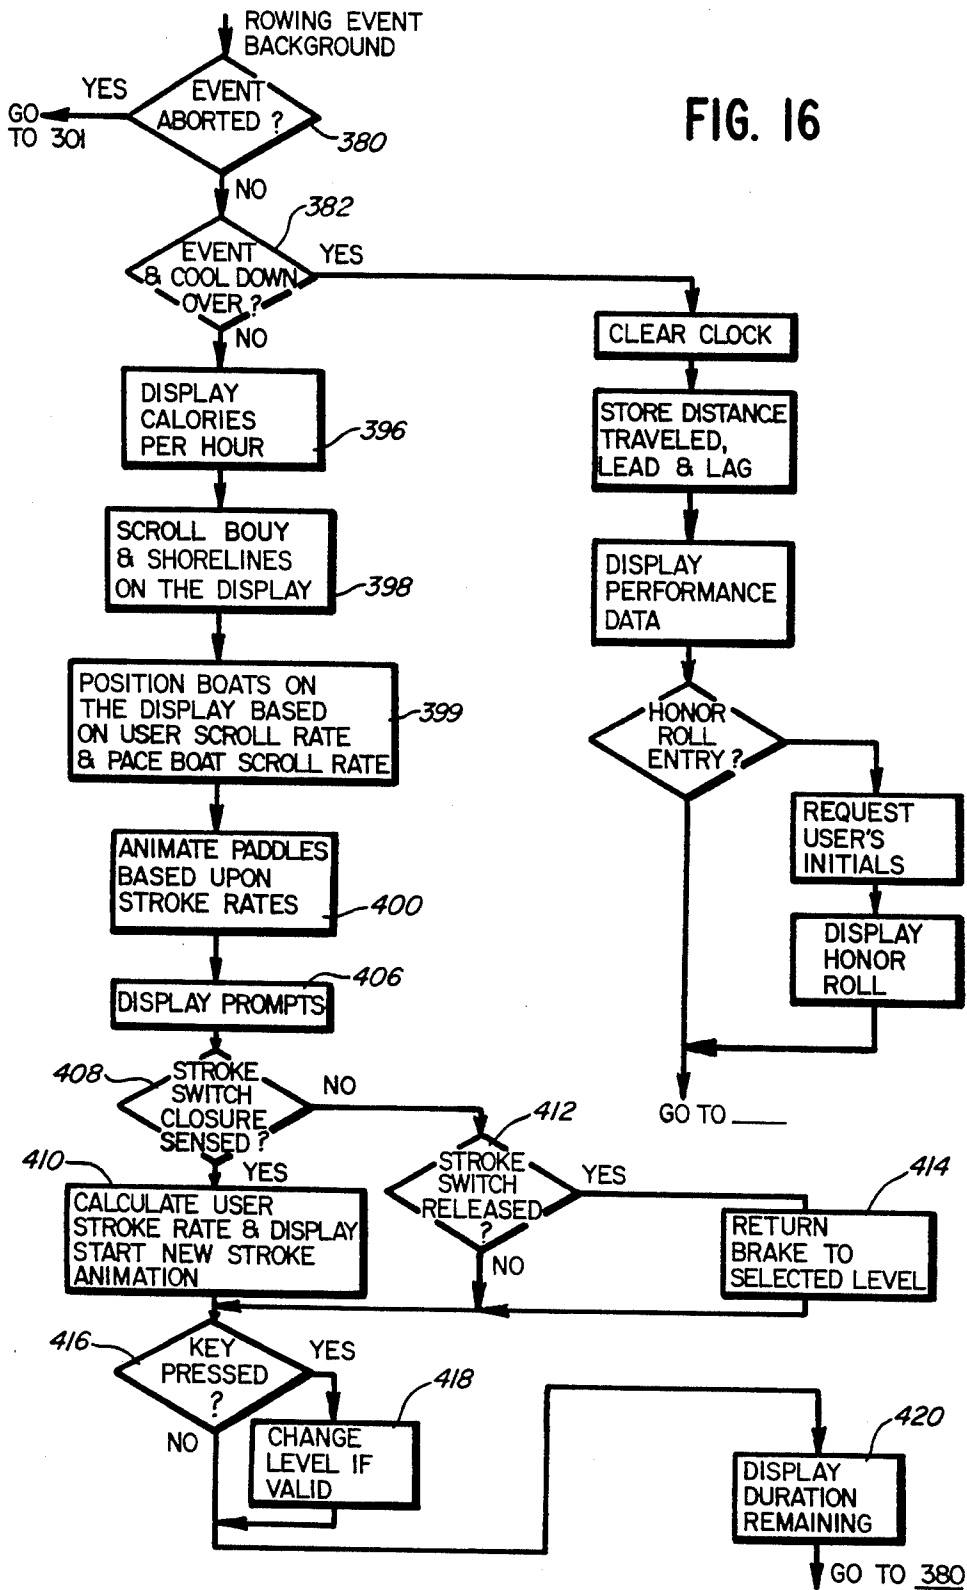 ROWING EVENT
BACKGROUND
YES
EVENT
ABORTED ?
GO
TO 301
380
FIG. 16
NO
382
EVENT
& COOL DOWN
OVER ?
YES
NO
DISPLAY
CALORIES
PER HOUR
396
SCROLL BOUY
& SHORELINES
ON THE DISPLAY
398
POSITION BOATS ON
THE DISPLAY BASED
ON USER SCROLL RATE
& PACE BOAT SCROLL RATE
399
ANIMATE PADDLES
BASED UPON
STROKE RATES
400
406
DISPLAY PROMPTS
408
STROKE
SWITCH
CLOSURE
SENSED ?
NO
YES
410
CALCULATE USER
STROKE RATE & DISPLAY
START NEW STROKE
ANIMATION
412
STROKE
SWITCH
RELEASED
?
YES
NO
414
RETURN
BRAKE TO
SELECTED LEVEL
416
KEY
PRESSED
?
YES
NO
418
CHANGE
LEVEL IF
VALID
420
DISPLAY
DURATION
REMAINING
GO TO 380
CLEAR CLOCK
STORE DISTANCE
TRAVELED,
LEAD & LAG
DISPLAY
PERFORMANCE
DATA
HONOR
ROLL
ENTRY ?
REQUEST
USER'S
INITIALS
DISPLAY
HONOR
ROLL
GO TO ____